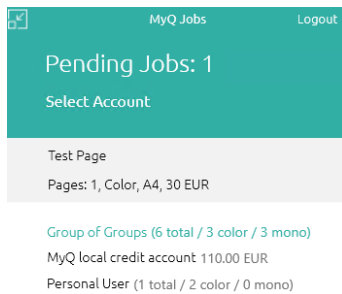 MyQ Jobs
Logout
Pending Jobs: 1
Select Account
Test Page
Pages: 1, Color, A4, 30 EUR
Group of Groups (6 total / 3 color / 3 mono)
MyQ local credit account 110.00 EUR
Personal User (1 total / 2 color / 0 mono)